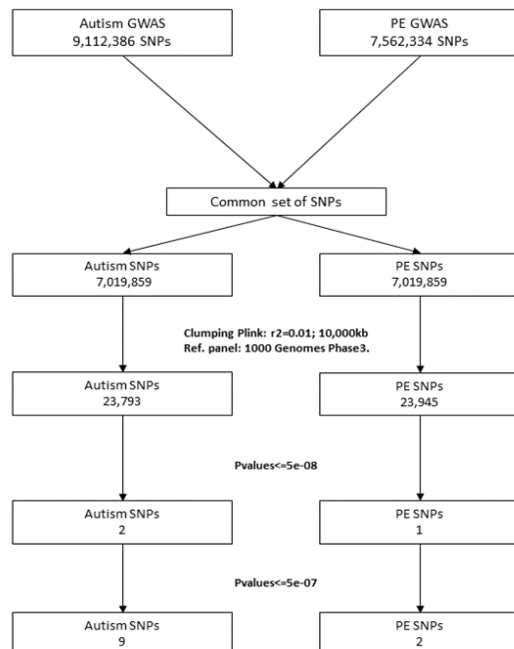 Autism GWAS
9,112,386 SNPs
PE GWAS
7,562,334 SNPs
Common set of SNPs
Autism SNPs
7,019,859
PE SNPs
7,019,859
Clumping Plink: r2=0.01; 10,000kb
Ref. panel: 1000 Genomes Phase3.
Autism SNPs
23,793
PE SNPs
23,945
Pvalues<=5e-08
Autism SNPs
2
PE SNPs
1
Pvalues<=5e-07
Autism SNPs
9
PE SNPs
2